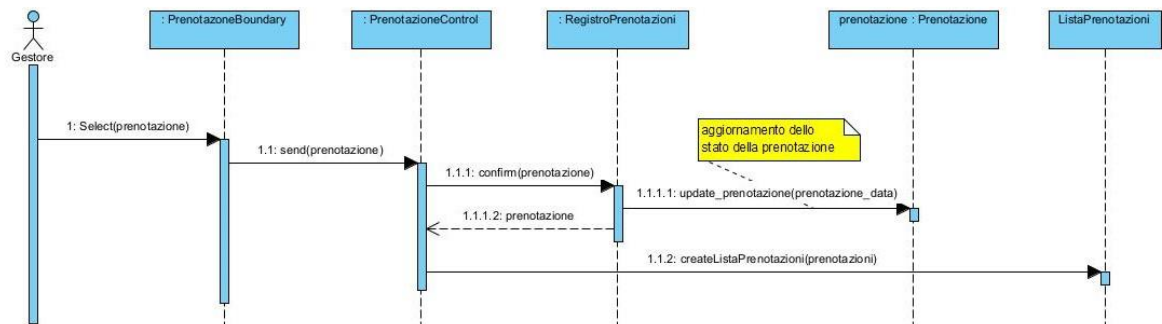 : PrenotazoneBoundary
: PrenotazioneControl
: RegistroPrenotazioni
prenotazione : Prenotazione
ListaPrenotazioni
Gestore
1: Select(prenotazione)
1.1: send(prenotazione)
aggiornamento dello
stato della prenotazione
1.1.1: confirm(prenotazione)
1.1.1.1: update_prenotazione(prenotazione_data)
1.1.1.2: prenotazione
1.1.2: createListaPrenotazioni(prenotazioni)